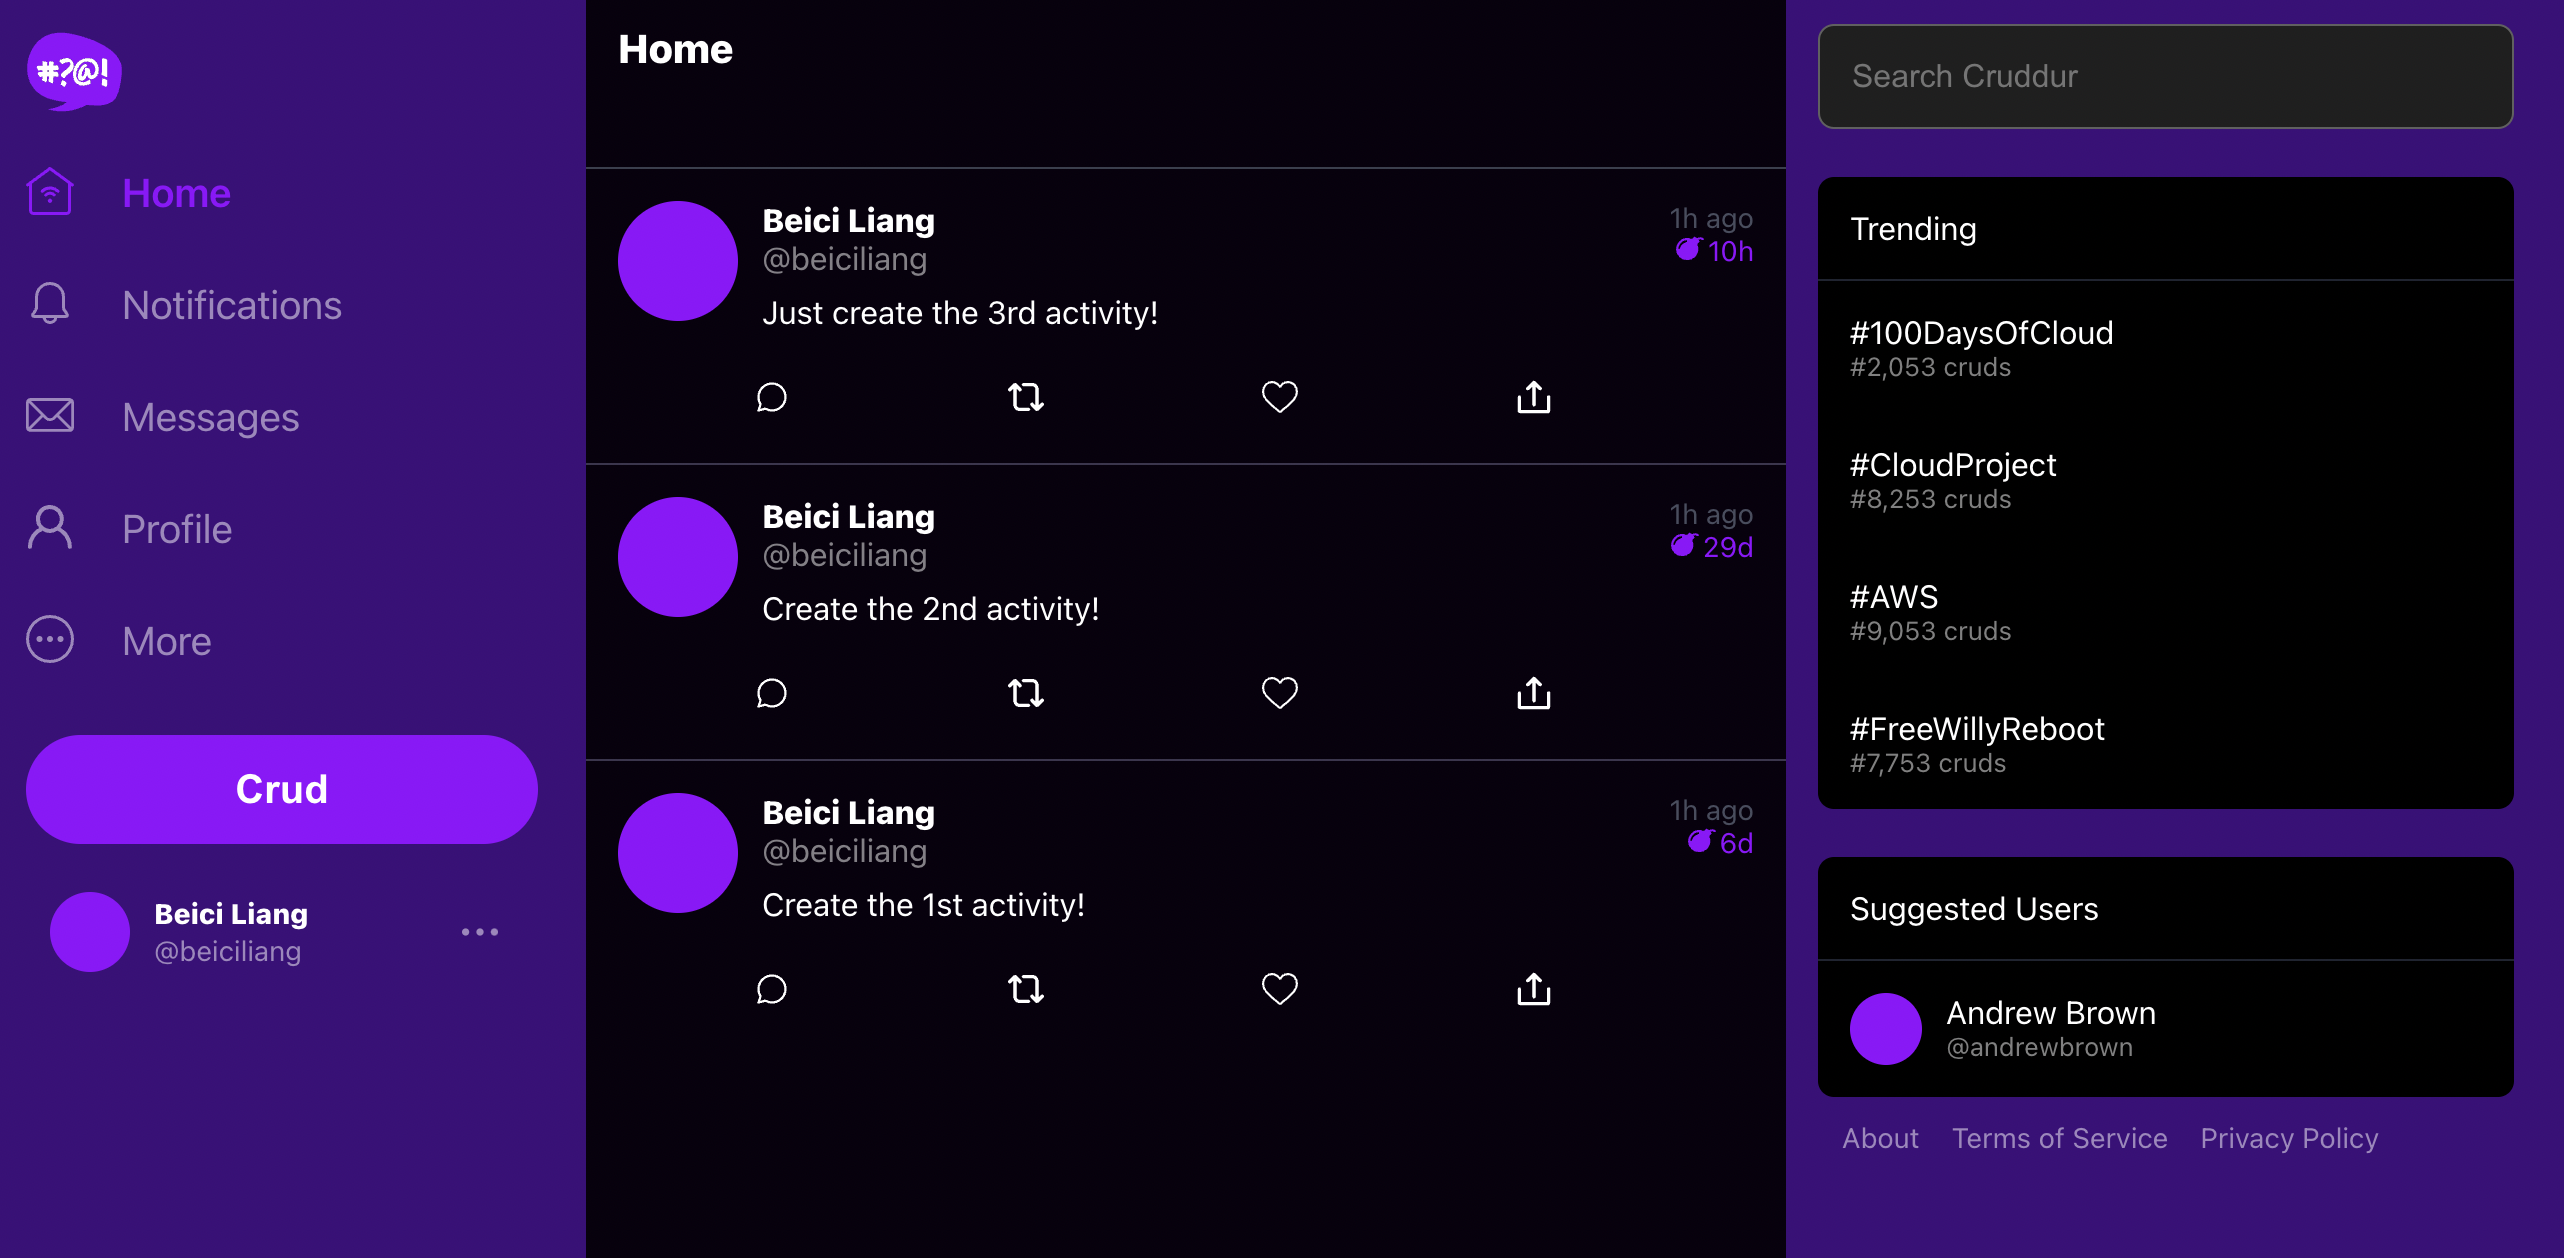 #?@!
Home
Notifications
Messages
Profile
More
Crud
Beici Liang
@beiciliang
Home
Beici Liang
@beiciliang
1h ago
10h
Just create the 3rd activity!
Beici Liang
@beiciliang
1h ago
29d
Create the 2nd activity!
Beici Liang
@beiciliang
1h ago
6d
Create the 1st activity!
Search Cruddur
Trending
#100DaysOfCloud
#2,053 cruds
#CloudProject
#8,253 cruds
#AWS
#9,053 cruds
#FreeWillyReboot
#7,753 cruds
Suggested Users
Andrew Brown
@andrewbrown
About Terms of Service Privacy Policy